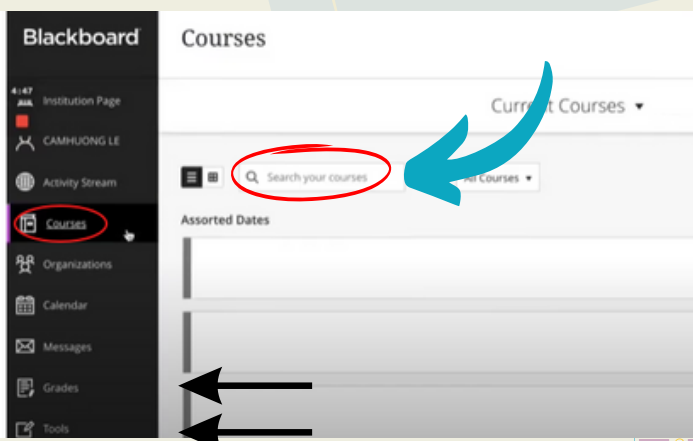 Blackboard
Courses
4:47
Institution Page
Current Courses
CAMHUONG LE
Search your courses
All Courses
Activity Stream
Assorted Dates
Courses
Organizations
Calendar
Messages
Grades
Tools